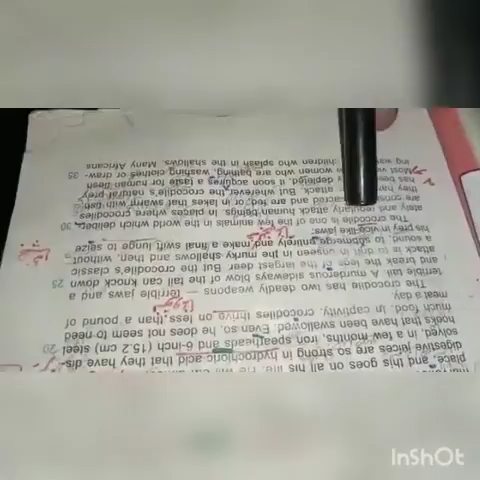 place, and this goes on all his life. He
digestive juices are so strong in hydrochloric acid that they have dis-
solved, in a few months, iron spearheads and 6-inch (15.2 cm) steel 20
hooks that have been swallowed. Even so, he does not seem to need
much food. In captivity, crocodiles thrive on less than a pound of
meat a day.
The crocodile has two deadly weapons — terrible jaws and a
terrible tail. A murderous sideways blow of the tail can knock down
and break the legs of the largest deer. But the crocodile's classic 25
attack is to drift in unseen in the murky shallows and then, without
a sound, to submerge entirely and make a final swift lunge to seize
his prey in vice-like jaws.
The crocodile is one of the few animals in the world which delibe
ately and regularly attack human beings. In places where crocodiles 30
are sacred and are fed, or in lakes that swarm with fish,
they attack. But wherever the crocodile's natural prey
has been depleted, it soon acquires a taste for human flesh
Most women who are bathing, washing clothes or draw- 35
ing children who splash in the shallows. Many Africans
InShOt